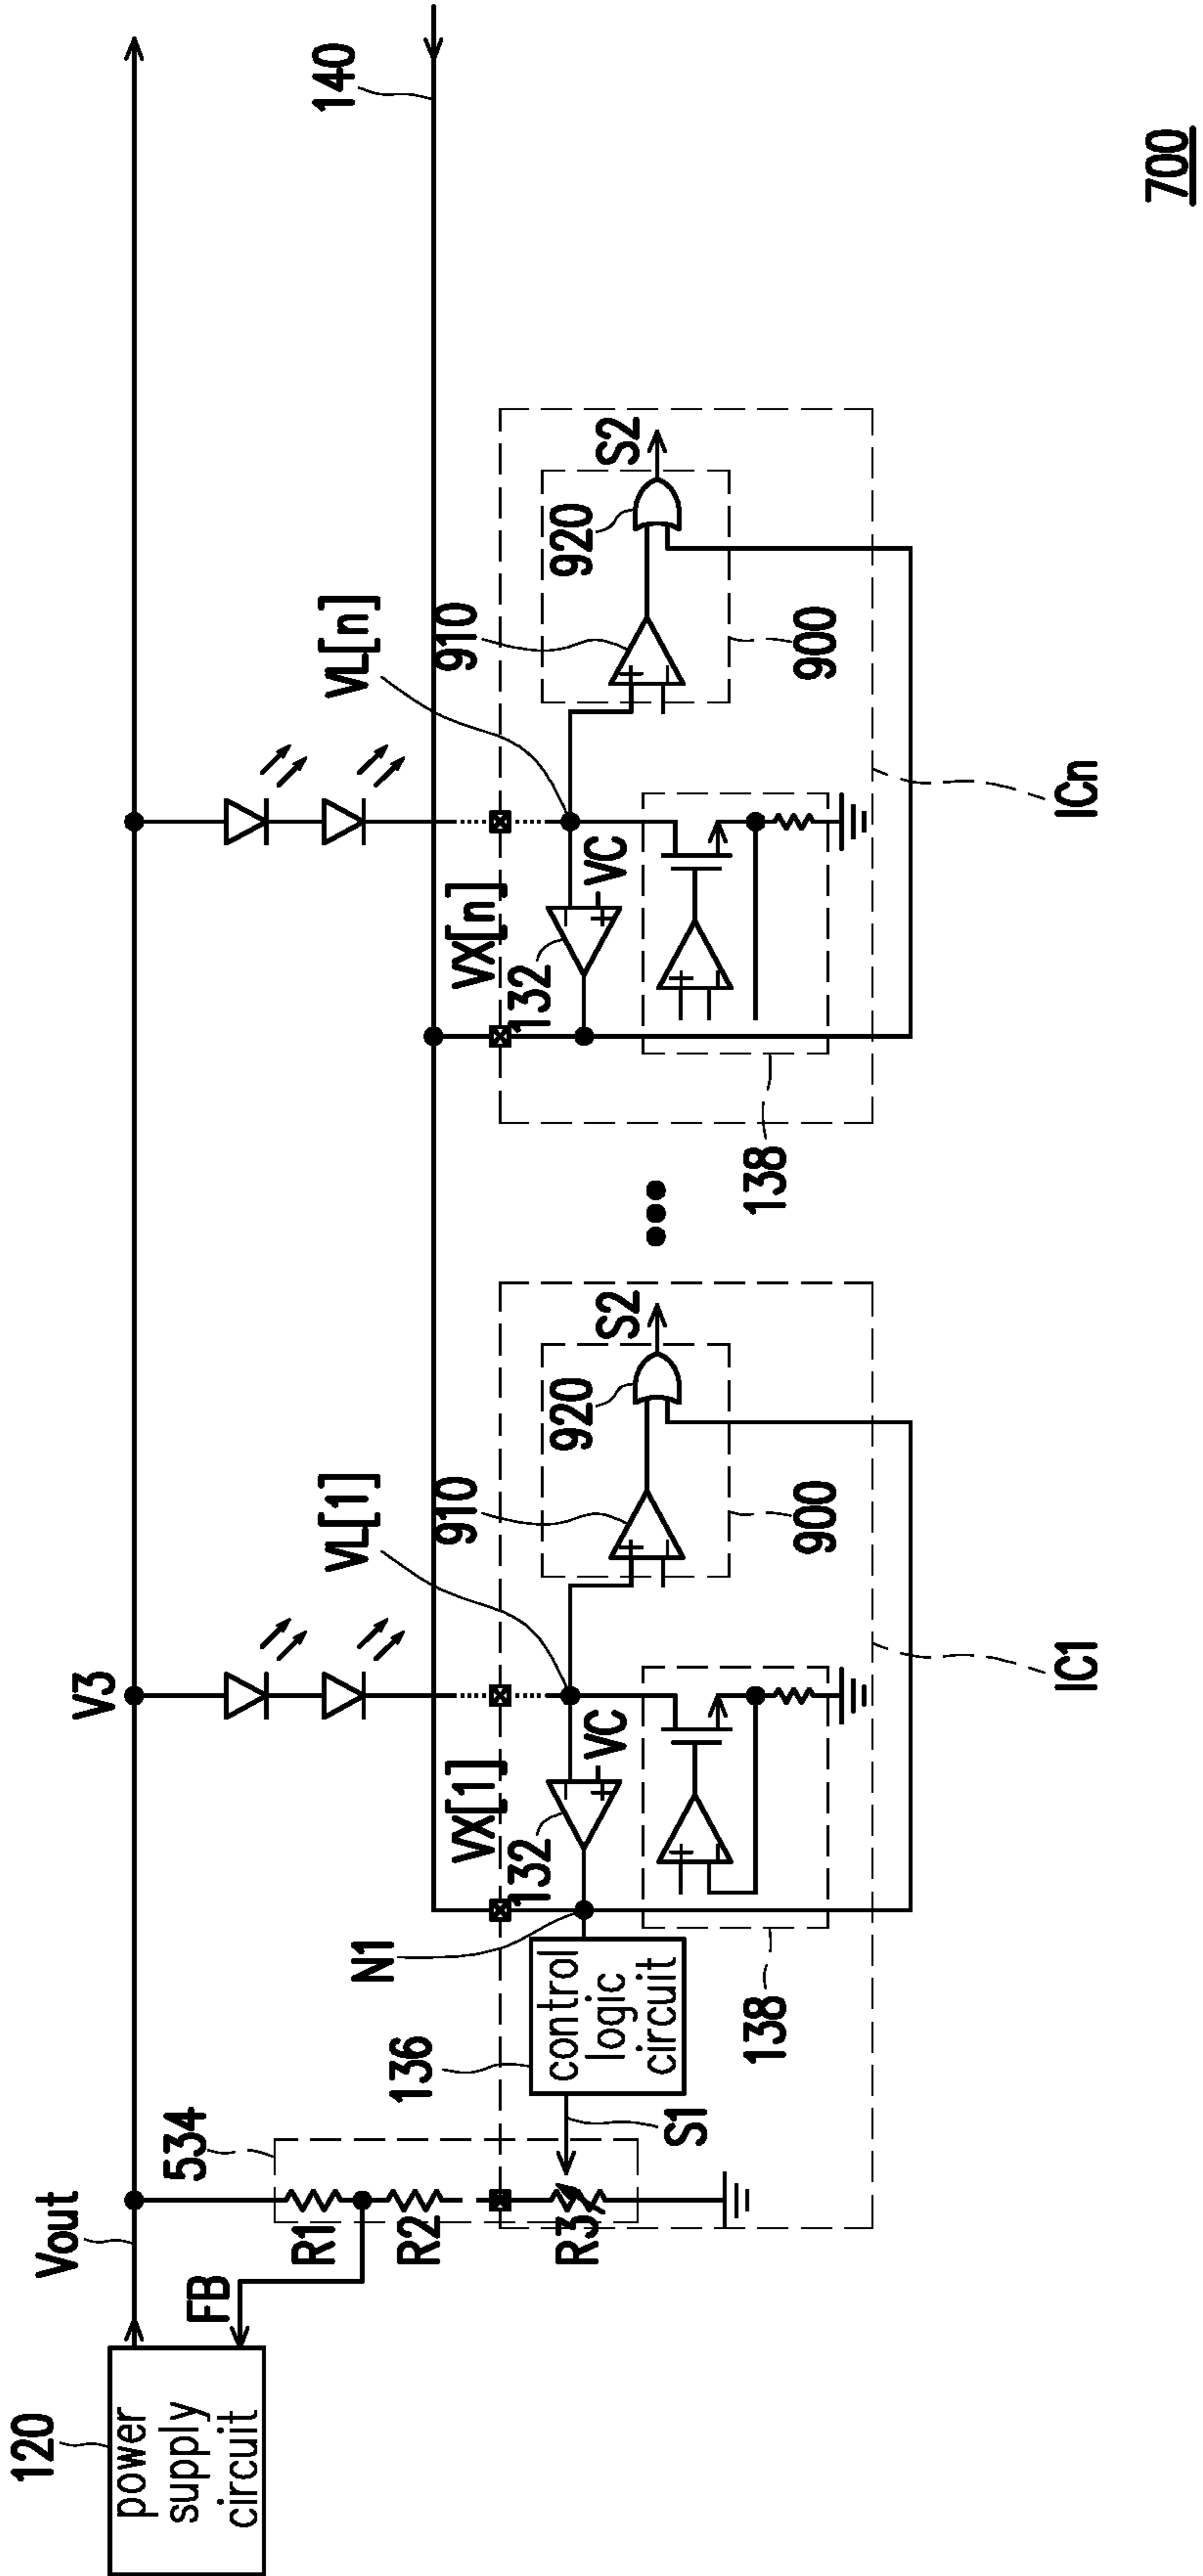 120
power
supply
circuit
Vout
FB
534
R1
R2
R3
S1
136
control
logic
circuit
N1
V3
VX[1]
132
VC
VL[1]
910
920
S2
900
138
IC1
VX[n]
132
VC
VL[n]
910
920
S2
900
138
ICn
140
700